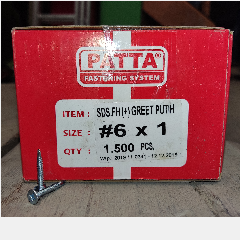 PATTA®
FASTENING SYSTEM
ITEM : SDS.FH(+) GREET PUTIH
SIZE : #6 x 1
QTY : 1.500 PCS.